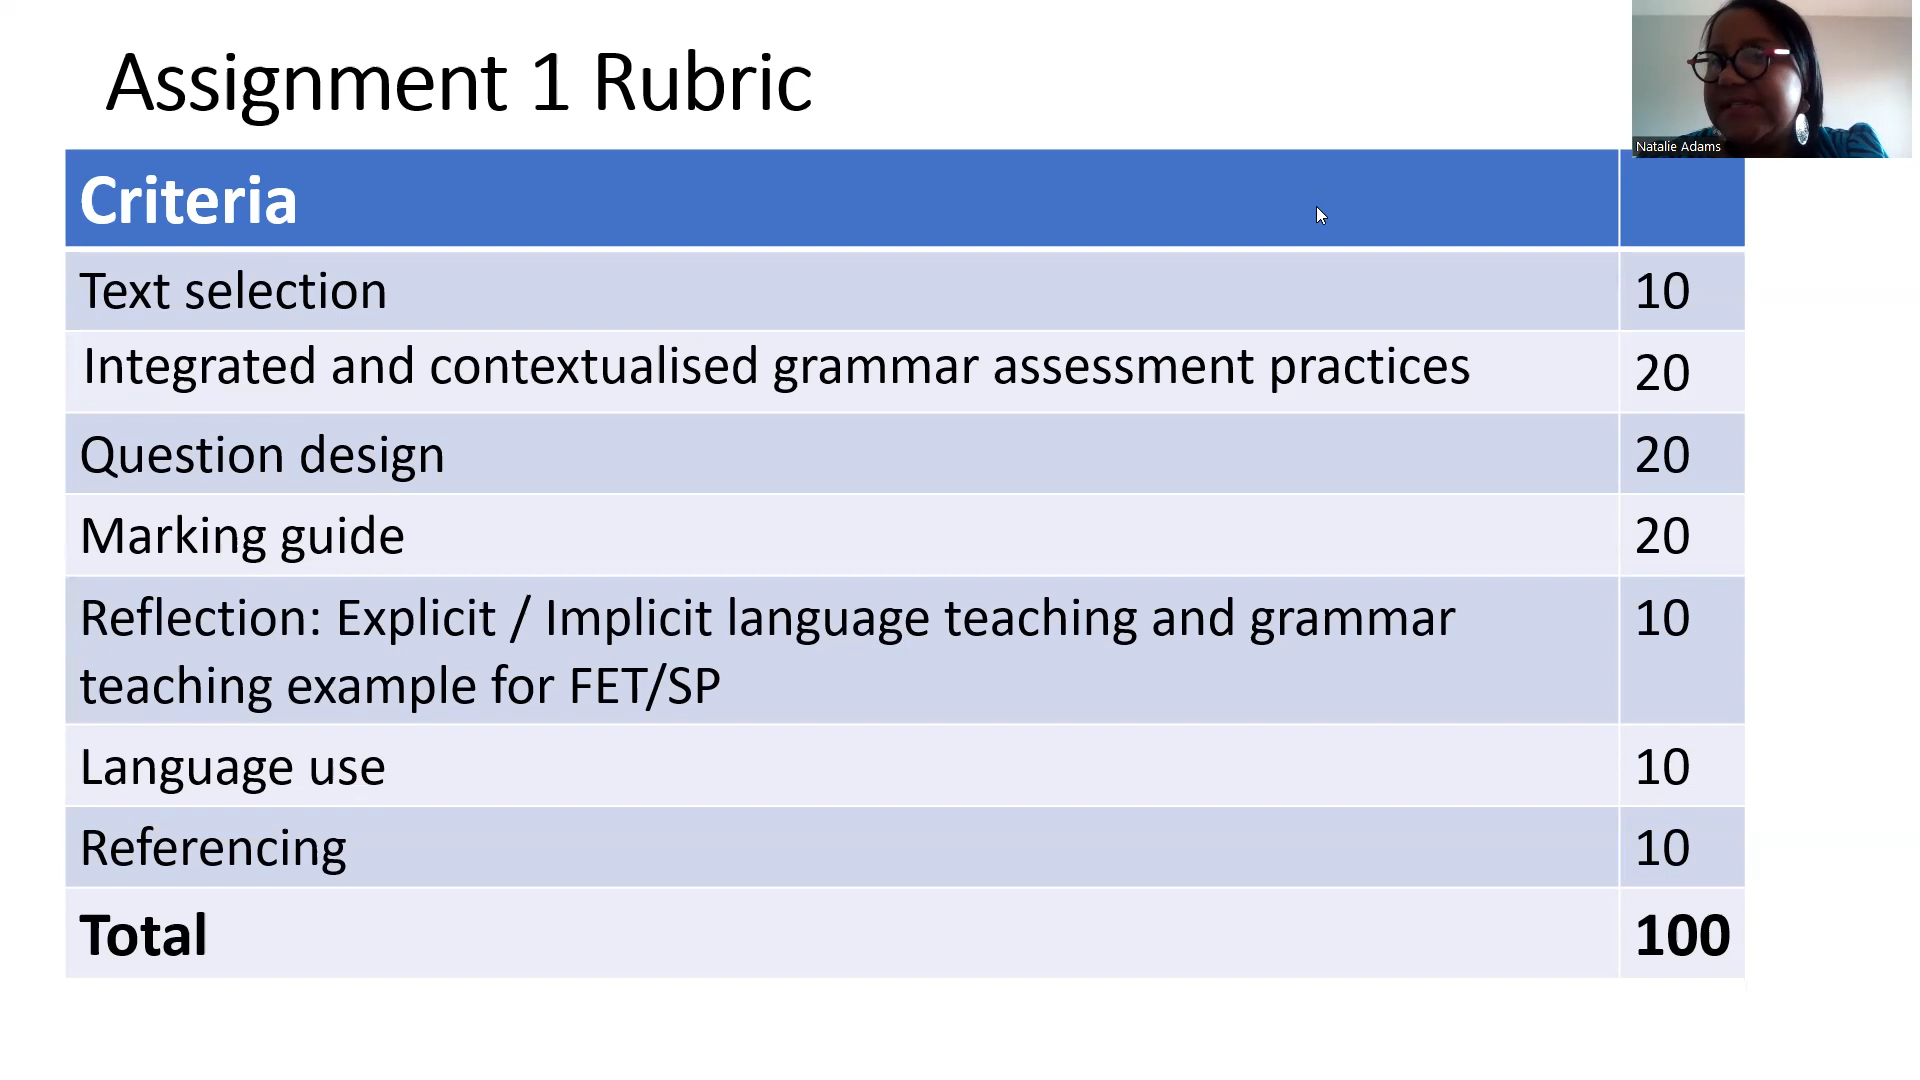 Assignment 1 Rubric
Natalie Adams
Criteria
Text selection 10
Integrated and contextualised grammar assessment practices 20
Question design 20
Marking guide 20
Reflection: Explicit / Implicit language teaching and grammar 10
teaching example for FET/SP
Language use 10
Referencing 10
Total 100